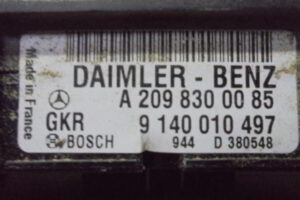 Made in France
DAIMLER - BENZ
A 209 830 00 85
GKR 9 140 010 497
BOSCH 944 D 380548